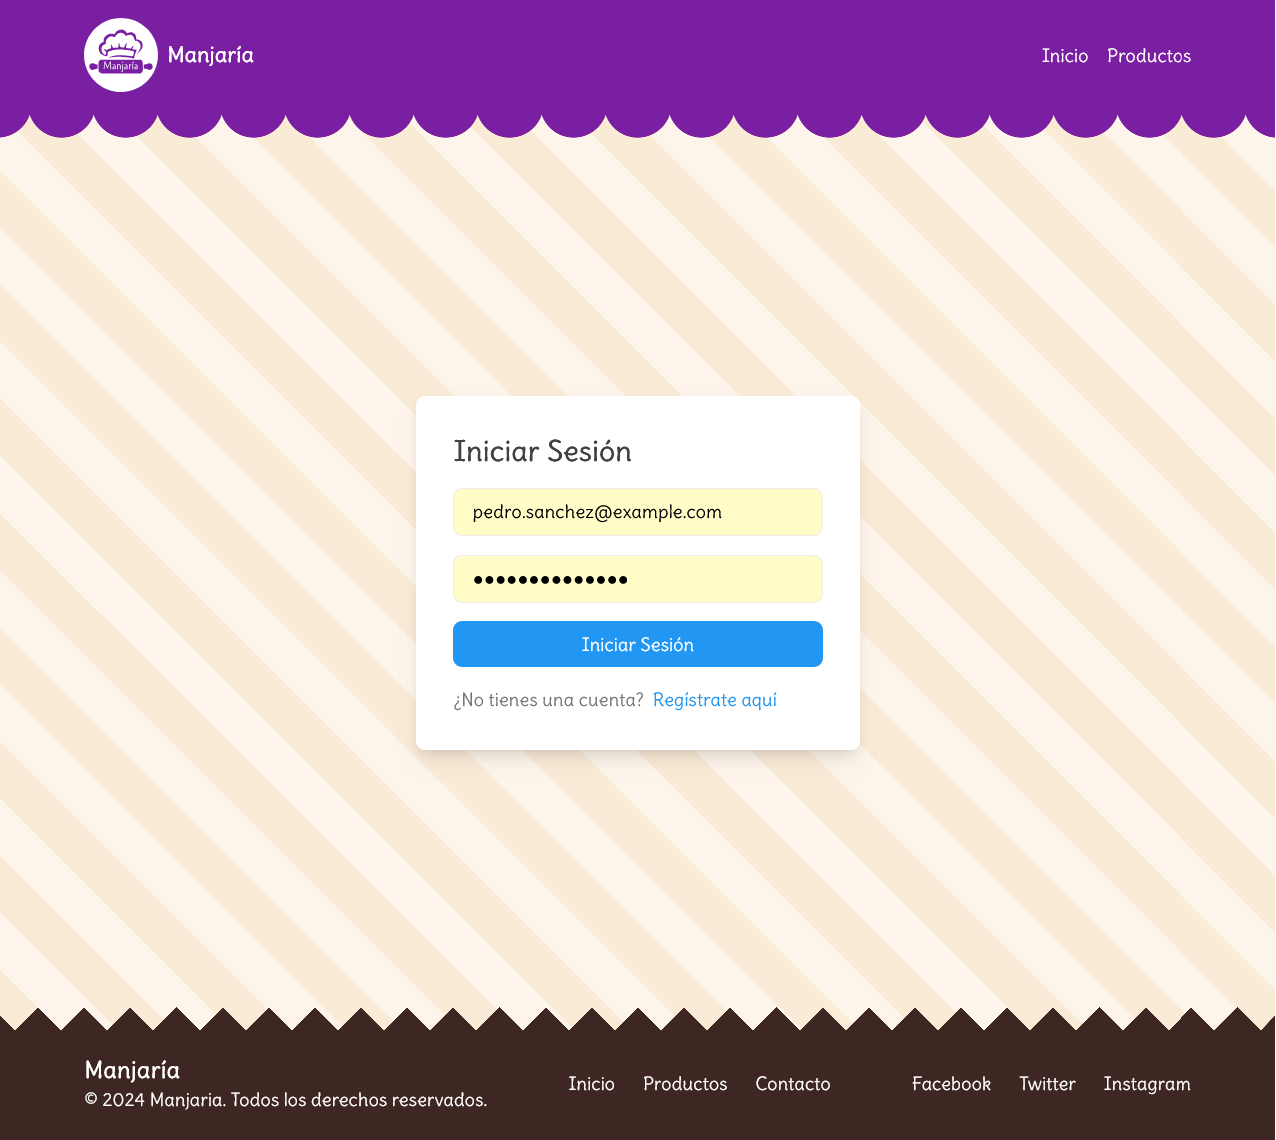 Manjaría
Manjaría
Inicio Productos
Iniciar Sesión
pedro.sanchez@example.com
Iniciar Sesión
¿No tienes una cuenta? Regístrate aquí
Manjaría
© 2024 Manjaria. Todos los derechos reservados.
Inicio Productos Contacto
Facebook Twitter Instagram